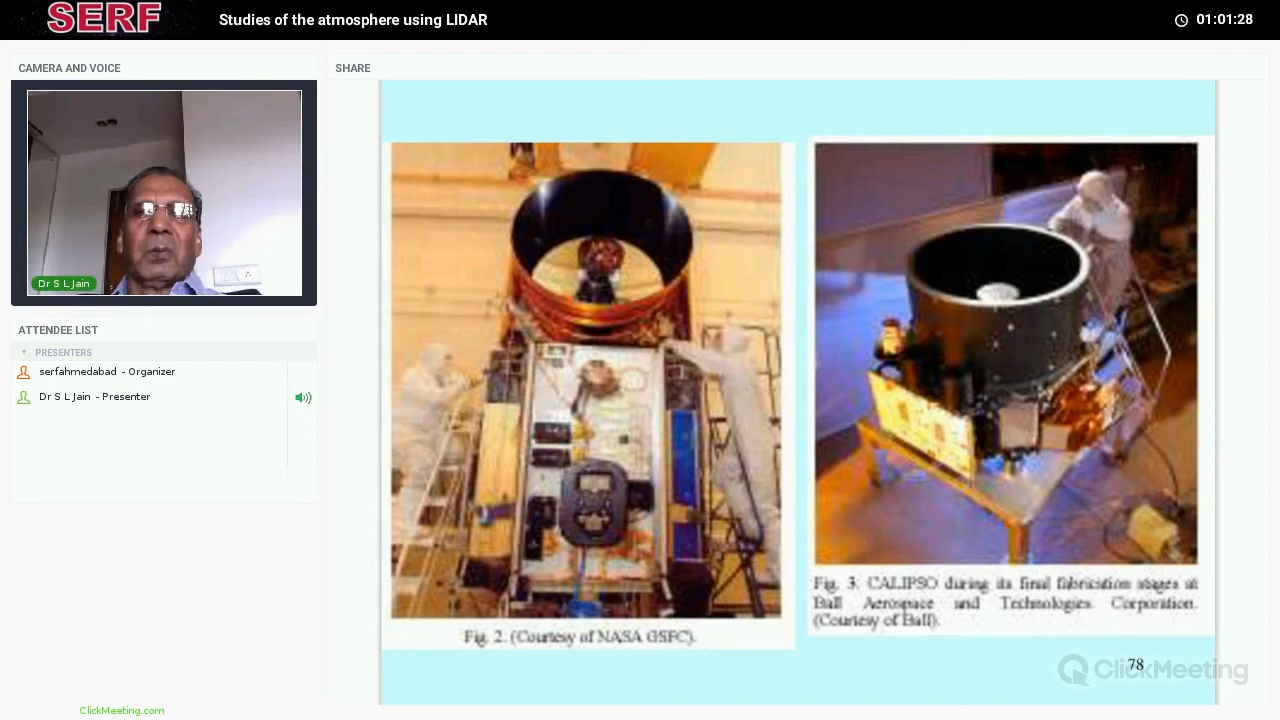 SERF
Studies of the atmosphere using LIDAR
01:01:28
CAMERA AND VOICE
SHARE
Dr S L Jain
ATTENDEE LIST
PRESENTERS
serfahmedabad - Organizer
Dr S L Jain - Presenter
Fig. 2. (Courtesy of NASA GSFC).
Fig. 3. CALIPSO during its final fabrication stages at
Ball Aerospace and Technologies Corporation.
(Courtesy of Ball).
78
ClickMeeting
ClickMeeting.com